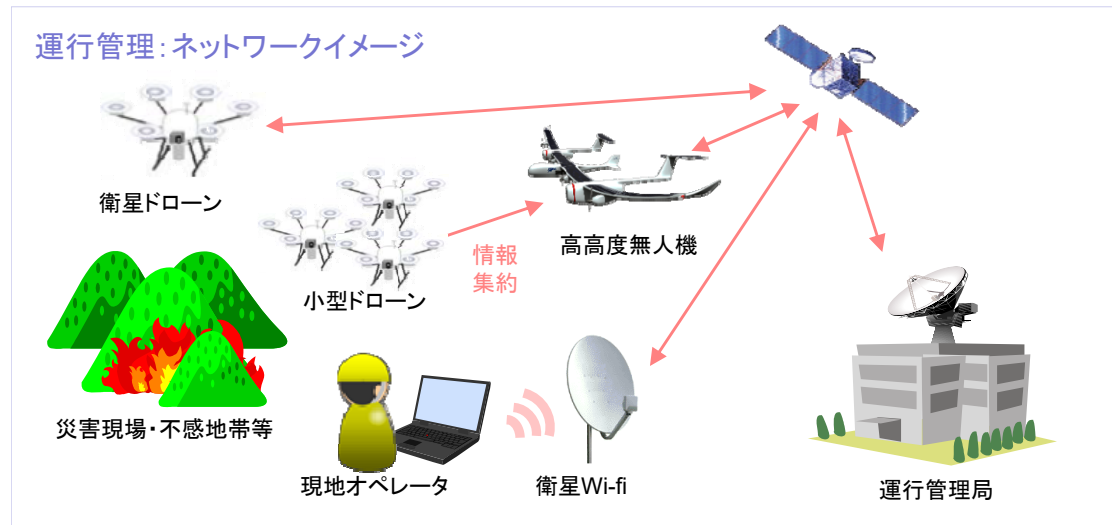 運行管理：ネットワークイメージ
衛星ドローン
小型ドローン
情報
集約
高高度無人機
災害現場・不感地帯等
現地オペレータ
衛星Wi-fi
運行管理局